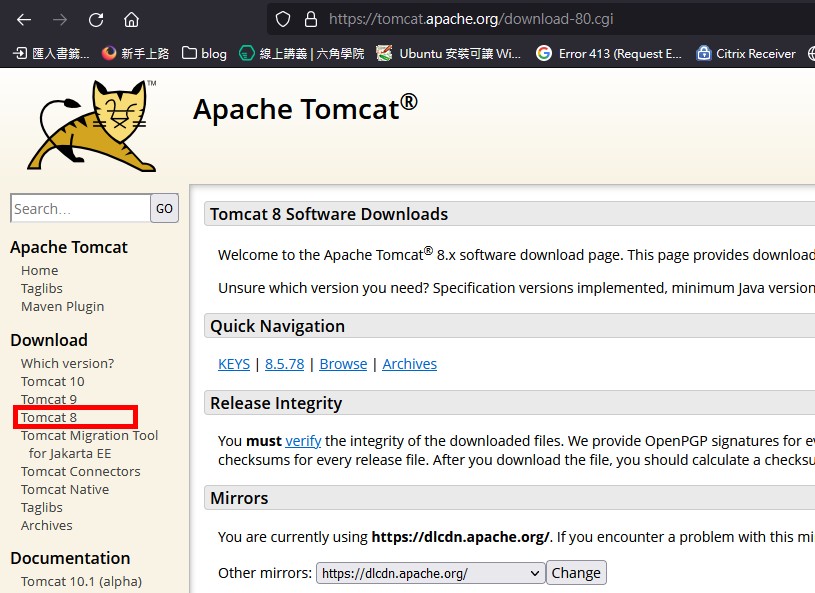 https://tomcat.apache.org/download-80.cgi
匯入書籤... 新手上路 blog 線上講義 | 六角學院 Ubuntu 安裝可讓 Wi... Error 413 (Request E... Citrix Receiver
TM
Apache Tomcat®
Search... GO
Apache Tomcat
Home
Taglibs
Maven Plugin
Download
Which version?
Tomcat 10
Tomcat 9
Tomcat 8
Tomcat Migration Tool
for Jakarta EE
Tomcat Connectors
Tomcat Native
Taglibs
Archives
Documentation
Tomcat 10.1 (alpha)
Tomcat 8 Software Downloads
Welcome to the Apache Tomcat® 8.x software download page. This page provides download
Unsure which version you need? Specification versions implemented, minimum Java version
Quick Navigation
KEYS | 8.5.78 | Browse | Archives
Release Integrity
You must verify the integrity of the downloaded files. We provide OpenPGP signatures for ev
checksums for every release file. After you download the file, you should calculate a checksu
Mirrors
You are currently using https://dlcdn.apache.org/. If you encounter a problem with this mi
Other mirrors: https://dlcdn.apache.org/ Change